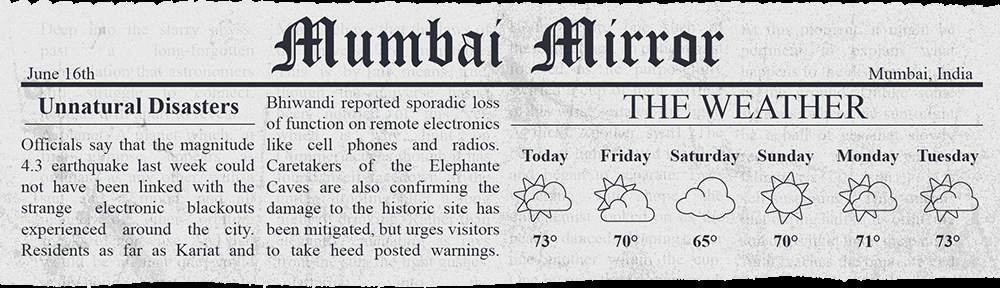 Mumbai Mirror
June 16th
Mumbai, India
Unnatural Disasters
Officials say that the magnitude
4.3 earthquake last week could
not have been linked with the
strange electronic blackouts
experienced around the city.
Residents as far as Kariat and
Bhiwandi reported sporadic loss
of function on remote electronics
like cell phones and radios.
Caretakers of the Elephante
Caves are also confirming the
damage to the historic site has
been mitigated, but urges visitors
to take heed posted warnings.
THE WEATHER
Today Friday Saturday Sunday Monday Tuesday
73° 70° 65° 70° 71° 73°